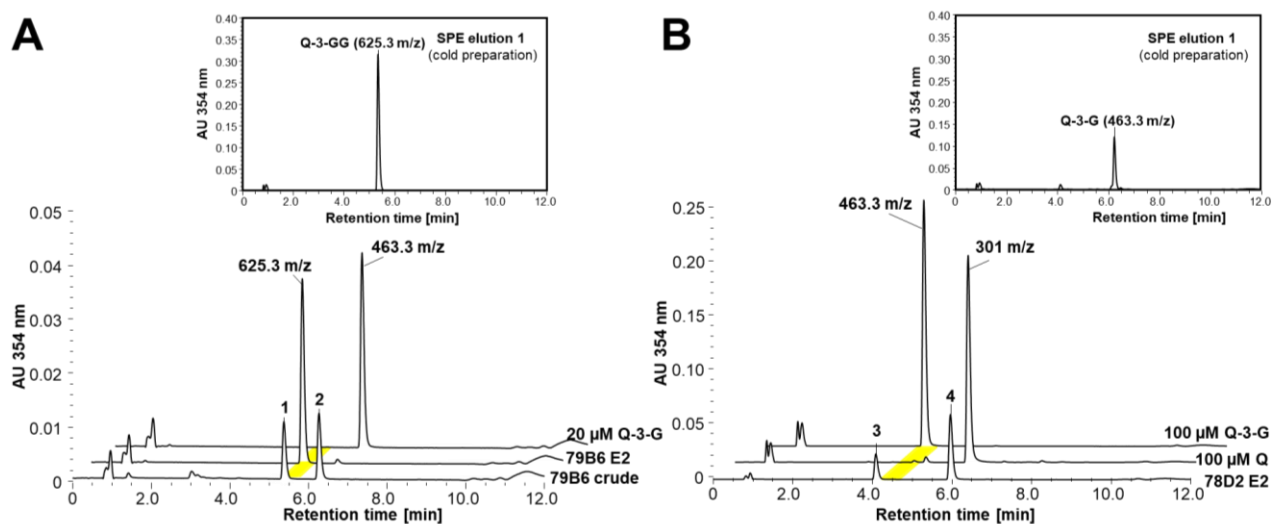 A
AU 354 nm
0.40
0.35
0.30
0.25
0.20
0.15
0.10
0.05
0
Q-3-GG (625.3 m/z)
SPE elution 1
(cold preparation)
0
2.0
4.0
6.0
8.0
10.0
12.0
Retention time [min]
AU 354 nm
0.05
0.04
0.03
0.02
0.01
0
625.3 m/z
463.3 m/z
1
2
20 µM Q-3-G
79B6 E2
79B6 crude
0
2.0
4.0
6.0
8.0
10.0
12.0
Retention time [min]
B
AU 354 nm
0.40
0.35
0.30
0.25
0.20
0.15
0.10
0.05
0
SPE elution 1
(cold preparation)
Q-3-G (463.3 m/z)
0
2.0
4.0
6.0
8.0
10.0
12.0
Retention time [min]
AU 354 nm
0.25
0.20
0.15
0.10
0.05
0
463.3 m/z
301 m/z
3
4
100 µM Q-3-G
100 µM Q
78D2 E2
0
2.0
4.0
6.0
8.0
10.0
12.0
Retention time [min]